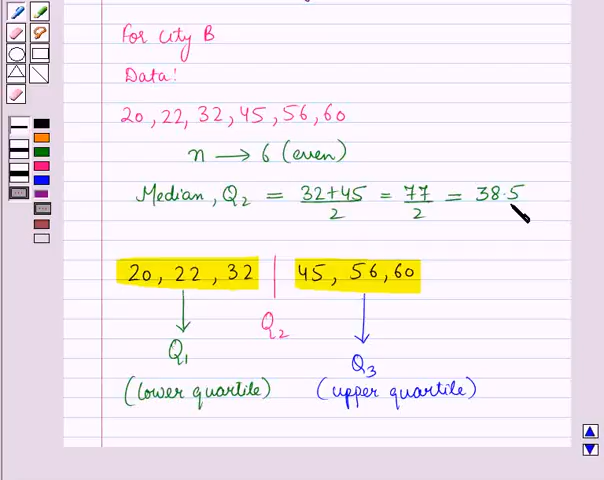 For City B
Data:
20, 22, 32, 45, 56, 60
n → 6 (even)
Median, Q2 = 32+45/2 = 77/2 = 38.5
20, 22, 32 | 45, 56, 60
Q2
Q1
Q3
(lower quartile) (upper quartile)